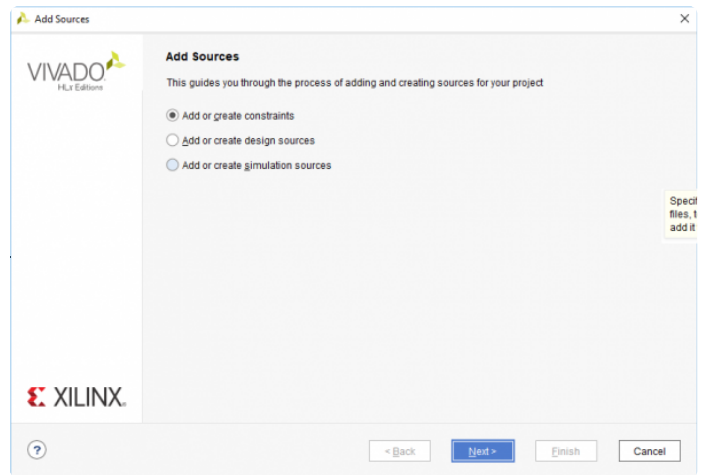 Add Sources
VIVADO
HLx Editions
Add Sources
This guides you through the process of adding and creating sources for your project
Add or create constraints
Add or create design sources
Add or create simulation sources
Specif
files, t
add it
XILINX
?
< Back
Next >
Finish
Cancel